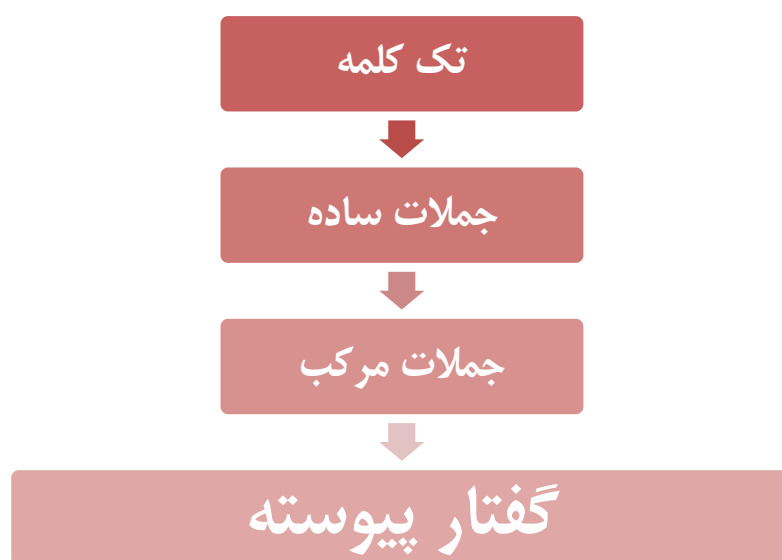 تک کلمه
جملات ساده
جملات مرکب
گفتار پیوسته